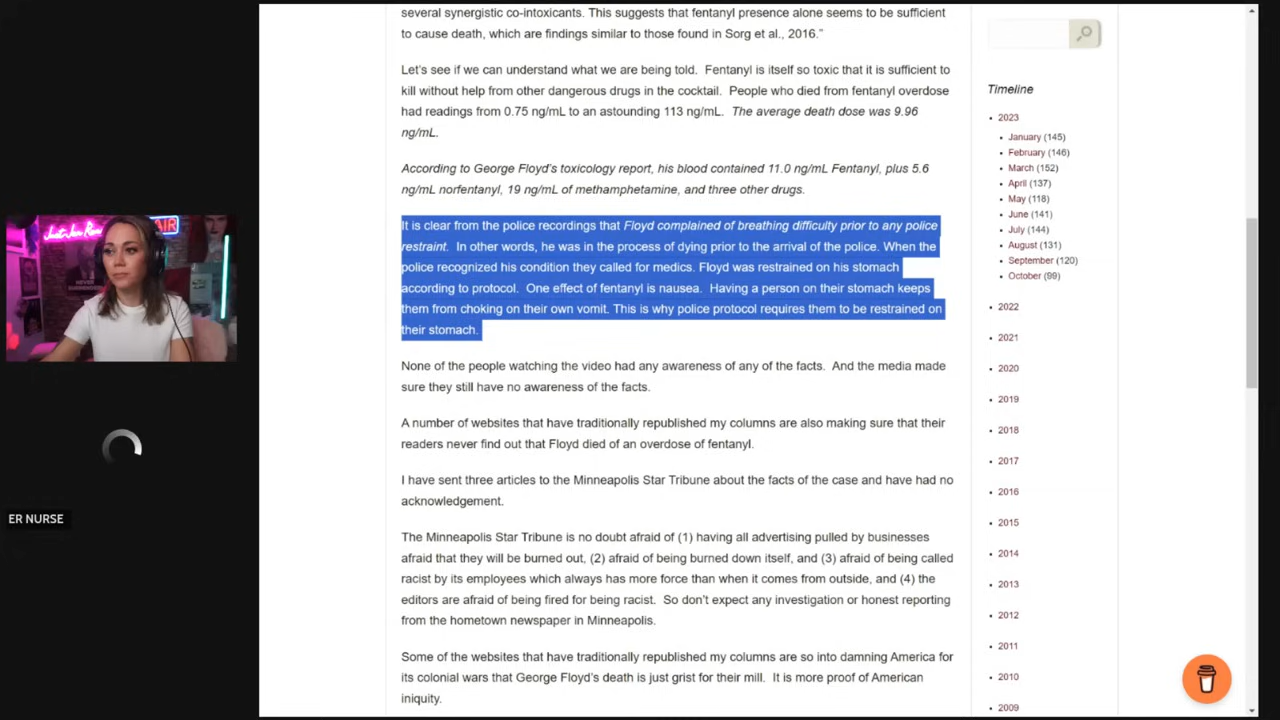 several synergistic co-intoxicants. This suggests that fentanyl presence alone seems to be sufficient
to cause death, which are findings similar to those found in Sorg et al., 2016.”
Let’s see if we can understand what we are being told.  Fentanyl is itself so toxic that it is sufficient to
kill without help from other dangerous drugs in the cocktail.  People who died from fentanyl overdose
had readings from 0.75 ng/mL to an astounding 113 ng/mL.  The average death dose was 9.96
ng/mL.
According to George Floyd’s toxicology report, his blood contained 11.0 ng/mL Fentanyl, plus 5.6
ng/mL norfentanyl, 19 ng/mL of methamphetamine, and three other drugs.
It is clear from the police recordings that Floyd complained of breathing difficulty prior to any police
restraint.  In other words, he was in the process of dying prior to the arrival of the police. When the
police recognized his condition they called for medics. Floyd was restrained on his stomach
according to protocol.  One effect of fentanyl is nausea.  Having a person on their stomach keeps
them from choking on their own vomit. This is why police protocol requires them to be restrained on
their stomach.
None of the people watching the video had any awareness of any of the facts.  And the media made
sure they still have no awareness of the facts.
A number of websites that have traditionally republished my columns are also making sure that their
readers never find out that Floyd died of an overdose of fentanyl.
I have sent three articles to the Minneapolis Star Tribune about the facts of the case and have had no
acknowledgement.
The Minneapolis Star Tribune is no doubt afraid of (1) having all advertising pulled by businesses
afraid that they will be burned out, (2) afraid of being burned down itself, and (3) afraid of being called
racist by its employees which always has more force than when it comes from outside, and (4) the
editors are afraid of being fired for being racist.  So don’t expect any investigation or honest reporting
from the hometown newspaper in Minneapolis.
Some of the websites that have traditionally republished my columns are so into damning America for
its colonial wars that George Floyd’s death is just grist for their mill.  It is more proof of American
iniquity.
Timeline
2023
January (145)
February (146)
March (152)
April (137)
May (118)
June (141)
July (144)
August (131)
September (120)
October (99)
2022
2021
2020
2019
2018
2017
2016
2015
2014
2013
2012
2011
2010
2009
AIR
ER NURSE